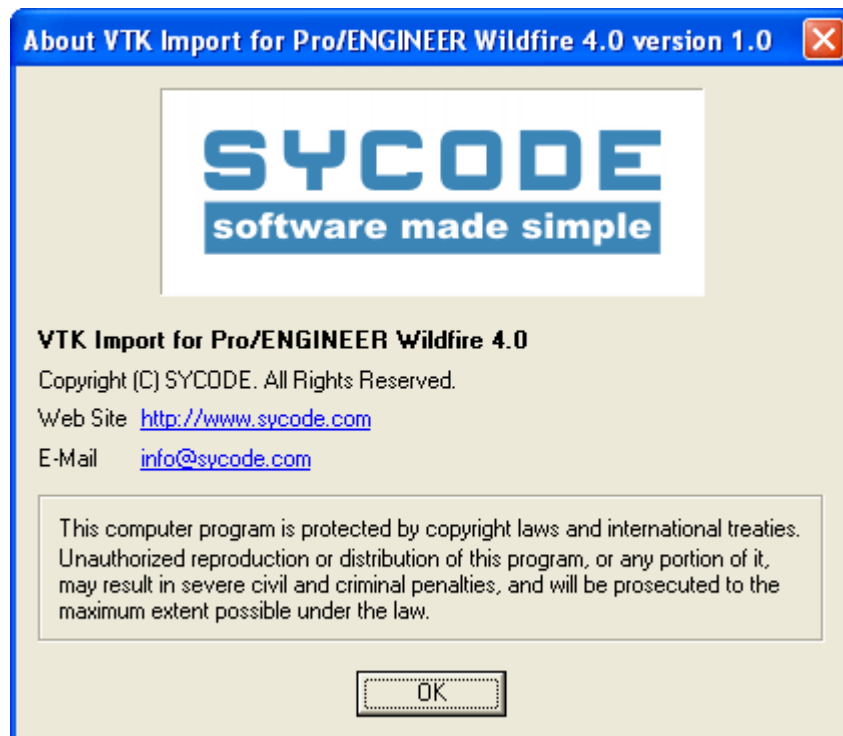 About VTK Import for Pro/ENGINEER Wildfire 4.0 version 1.0
SYCODE
software made simple
VTK Import for Pro/ENGINEER Wildfire 4.0
Copyright (C) SYCODE. All Rights Reserved.
Web Site http://www.sycode.com
E-Mail info@sycode.com
This computer program is protected by copyright laws and international treaties.
Unauthorized reproduction or distribution of this program, or any portion of it,
may result in severe civil and criminal penalties, and will be prosecuted to the
maximum extent possible under the law.
OK